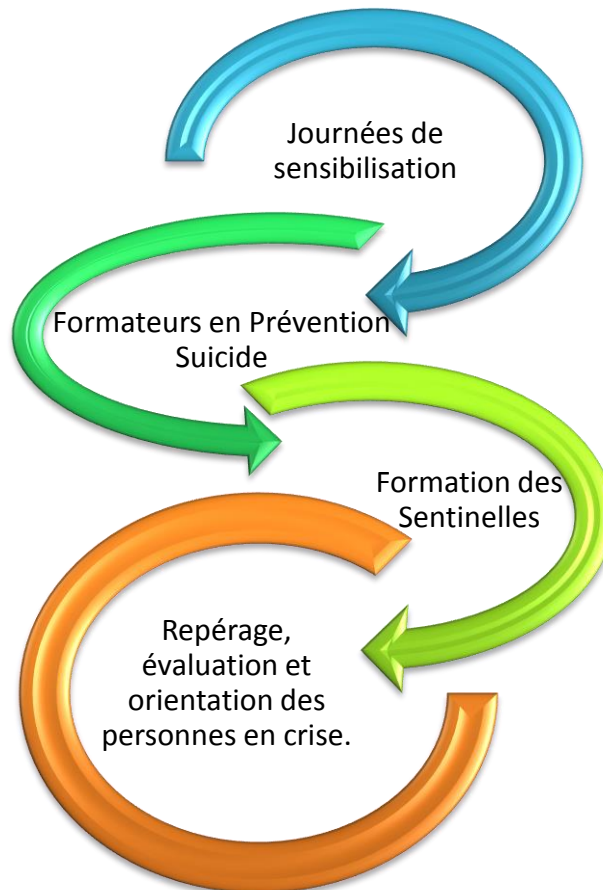 Journées de
sensibilisation
Formateurs en Prévention
Suicide
Formation des
Sentinelles
Repérage,
évaluation et
orientation des
personnes en crise.